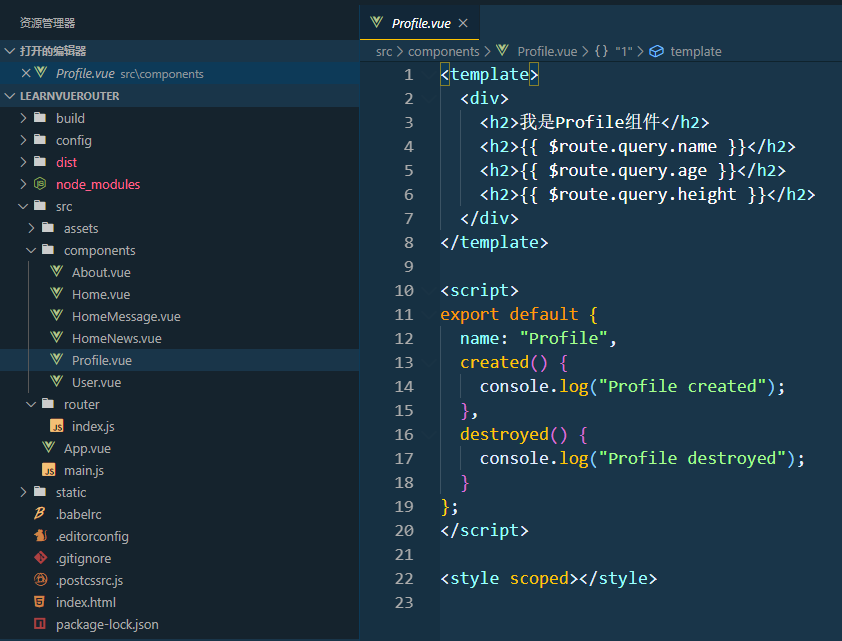 资源管理器
打开的编辑器
Profile.vue src\components
LEARNVUEROUTER
build
config
dist
node_modules
src
assets
components
About.vue
Home.vue
HomeMessage.vue
HomeNews.vue
Profile.vue
User.vue
router
JS index.js
App.vue
JS main.js
static
.babelrc
.editorconfig
.gitignore
.postcssrc.js
index.html
package-lock.json
Profile.vue
src > components > Profile.vue > {} "1" > template
1 <template>
2 <div>
3 <h2>我是Profile组件</h2>
4 <h2>{{ $route.query.name }}</h2>
5 <h2>{{ $route.query.age }}</h2>
6 <h2>{{ $route.query.height }}</h2>
7 </div>
8 </template>
9
10 <script>
11 export default {
12 name: "Profile",
13 created() {
14 console.log("Profile created");
15 },
16 destroyed() {
17 console.log("Profile destroyed");
18 }
19 };
20 </script>
21
22 <style scoped></style>
23